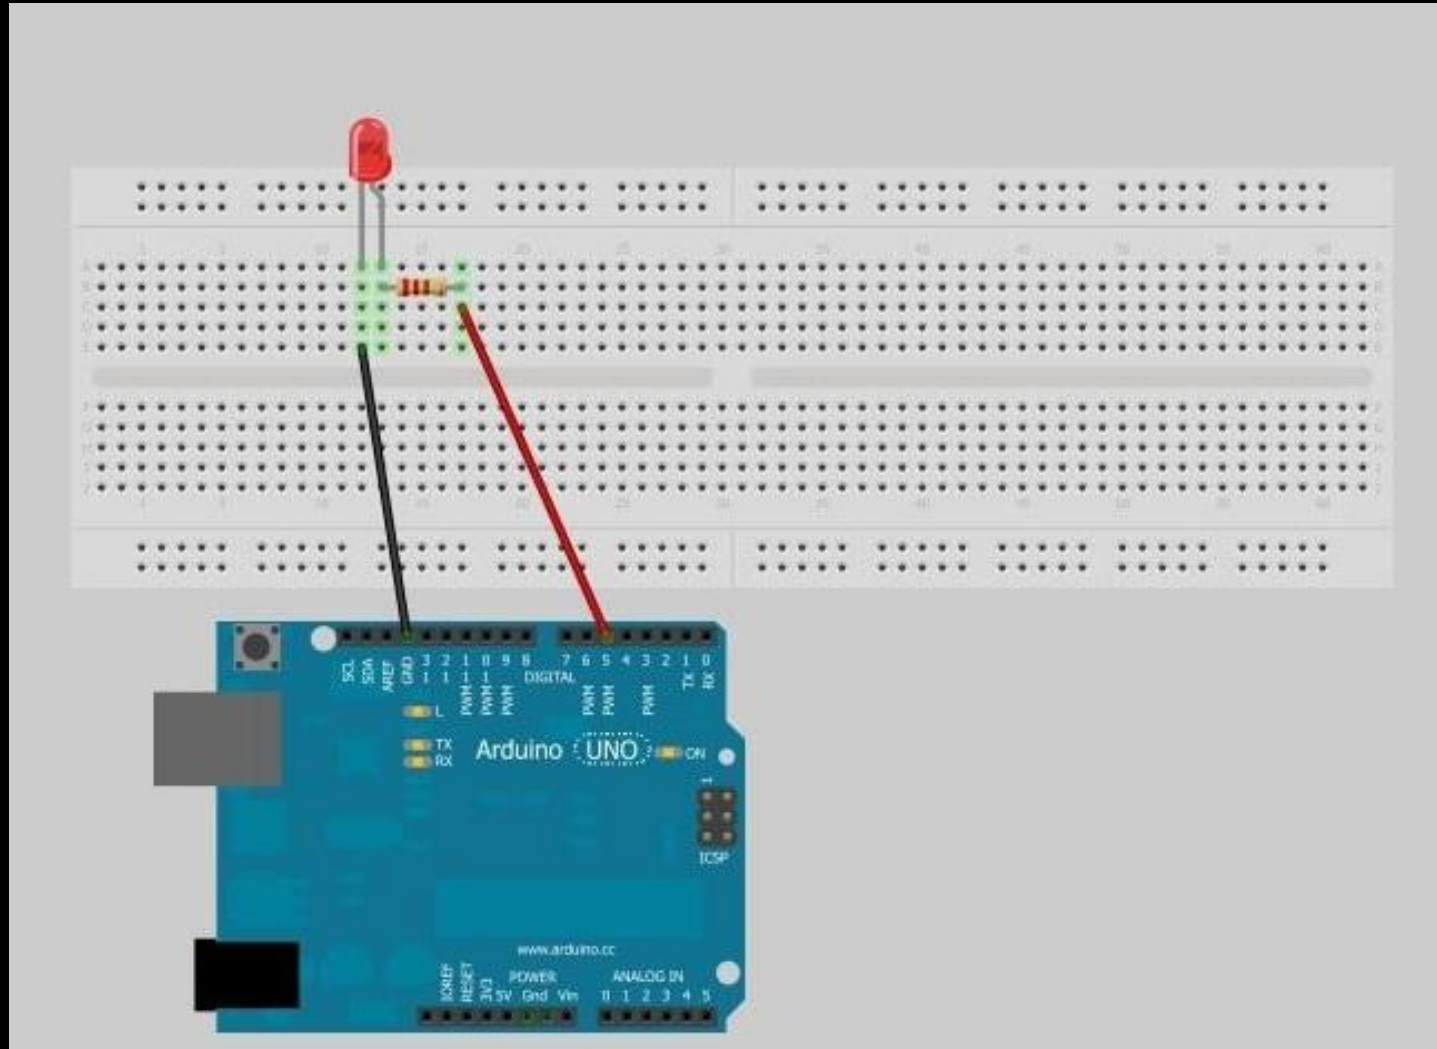 SCL SDA AREF GND 13 12 11 10 9 8 7 6 5 4 3 2 1 0
PWM PWM PWM PWM PWM PWM TX RX
DIGITAL
L
TX
RX
Arduino UNO
ON
1
ICSP
www.arduino.cc
POWER
ANALOG IN
IOREF RESET 3V3 5V Gnd Vin
0 1 2 3 4 5